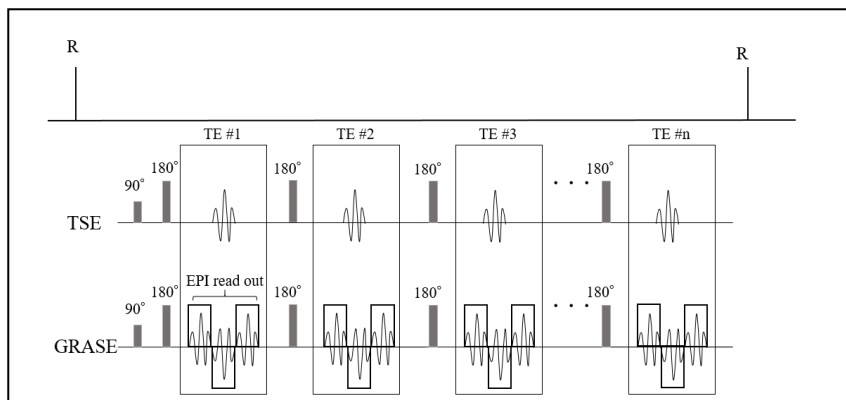 R
R
TE #1
TE #2
TE #3
TE #n
90°
180°
180°
180°
. . .
180°
TSE
EPI read out
90°
180°
180°
180°
. . .
180°
GRASE